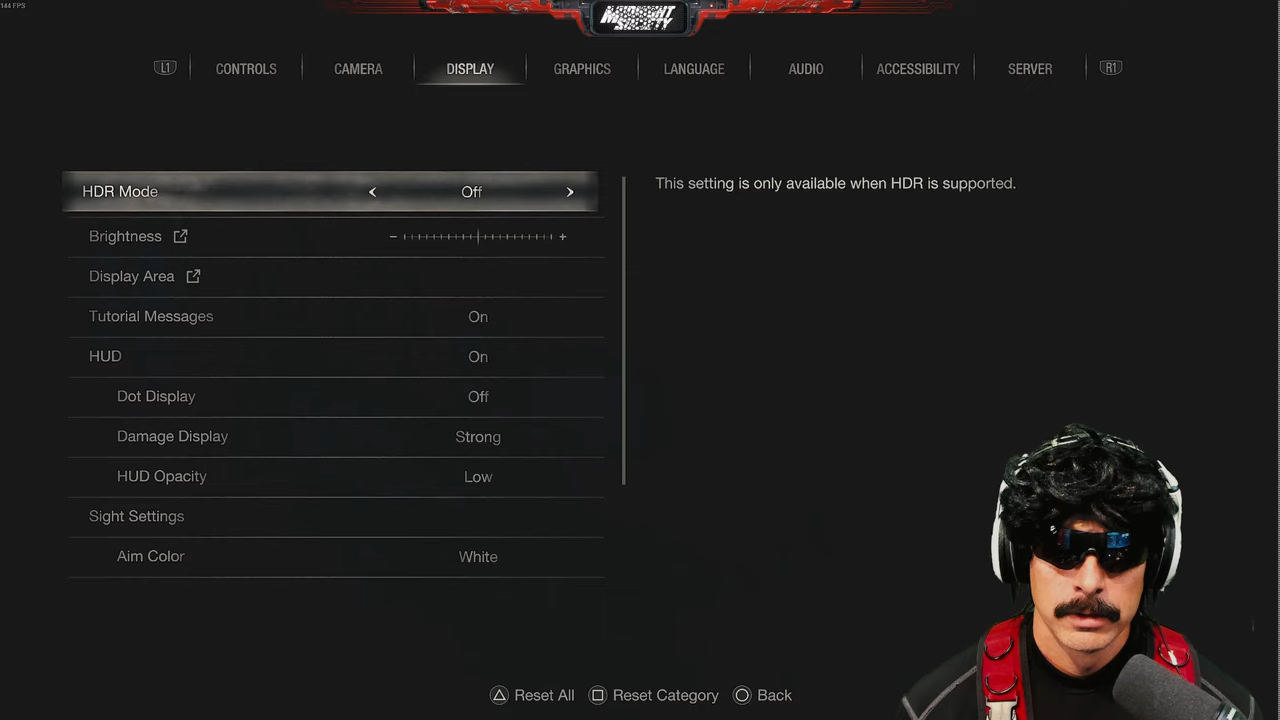 144 FPS
MIDNIGHT
SOCIETY
L1 CONTROLS CAMERA DISPLAY GRAPHICS LANGUAGE AUDIO ACCESSIBILITY SERVER R1
HDR Mode Off
This setting is only available when HDR is supported.
Brightness
Display Area
Tutorial Messages On
HUD On
Dot Display Off
Damage Display Strong
HUD Opacity Low
Sight Settings
Aim Color White
Reset All Reset Category Back